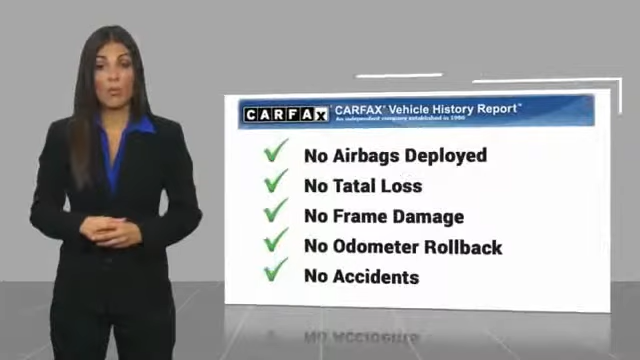 CARFAX CARFAX Vehicle History Report™
An independent company established in 1986
No Airbags Deployed
No Tatal Loss
No Frame Damage
No Odometer Rollback
No Accidents